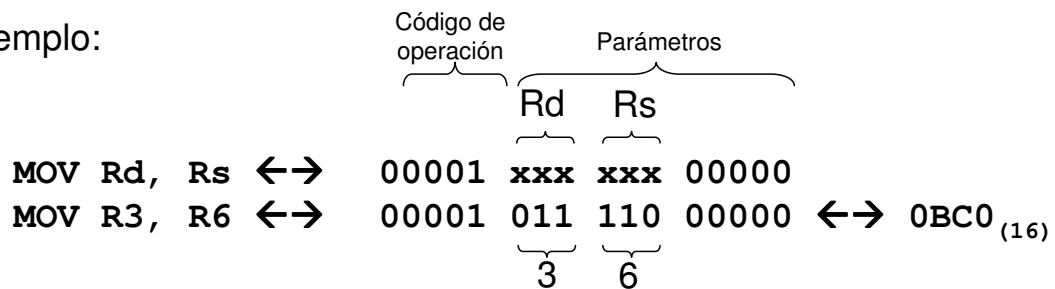 emplo:
Código de
operación
Parámetros
Rd Rs
MOV Rd, Rs ←→ 00001 xxx xxx 00000
MOV R3, R6 ←→ 00001 011 110 00000 ←→ 0BC0(16)
3 6